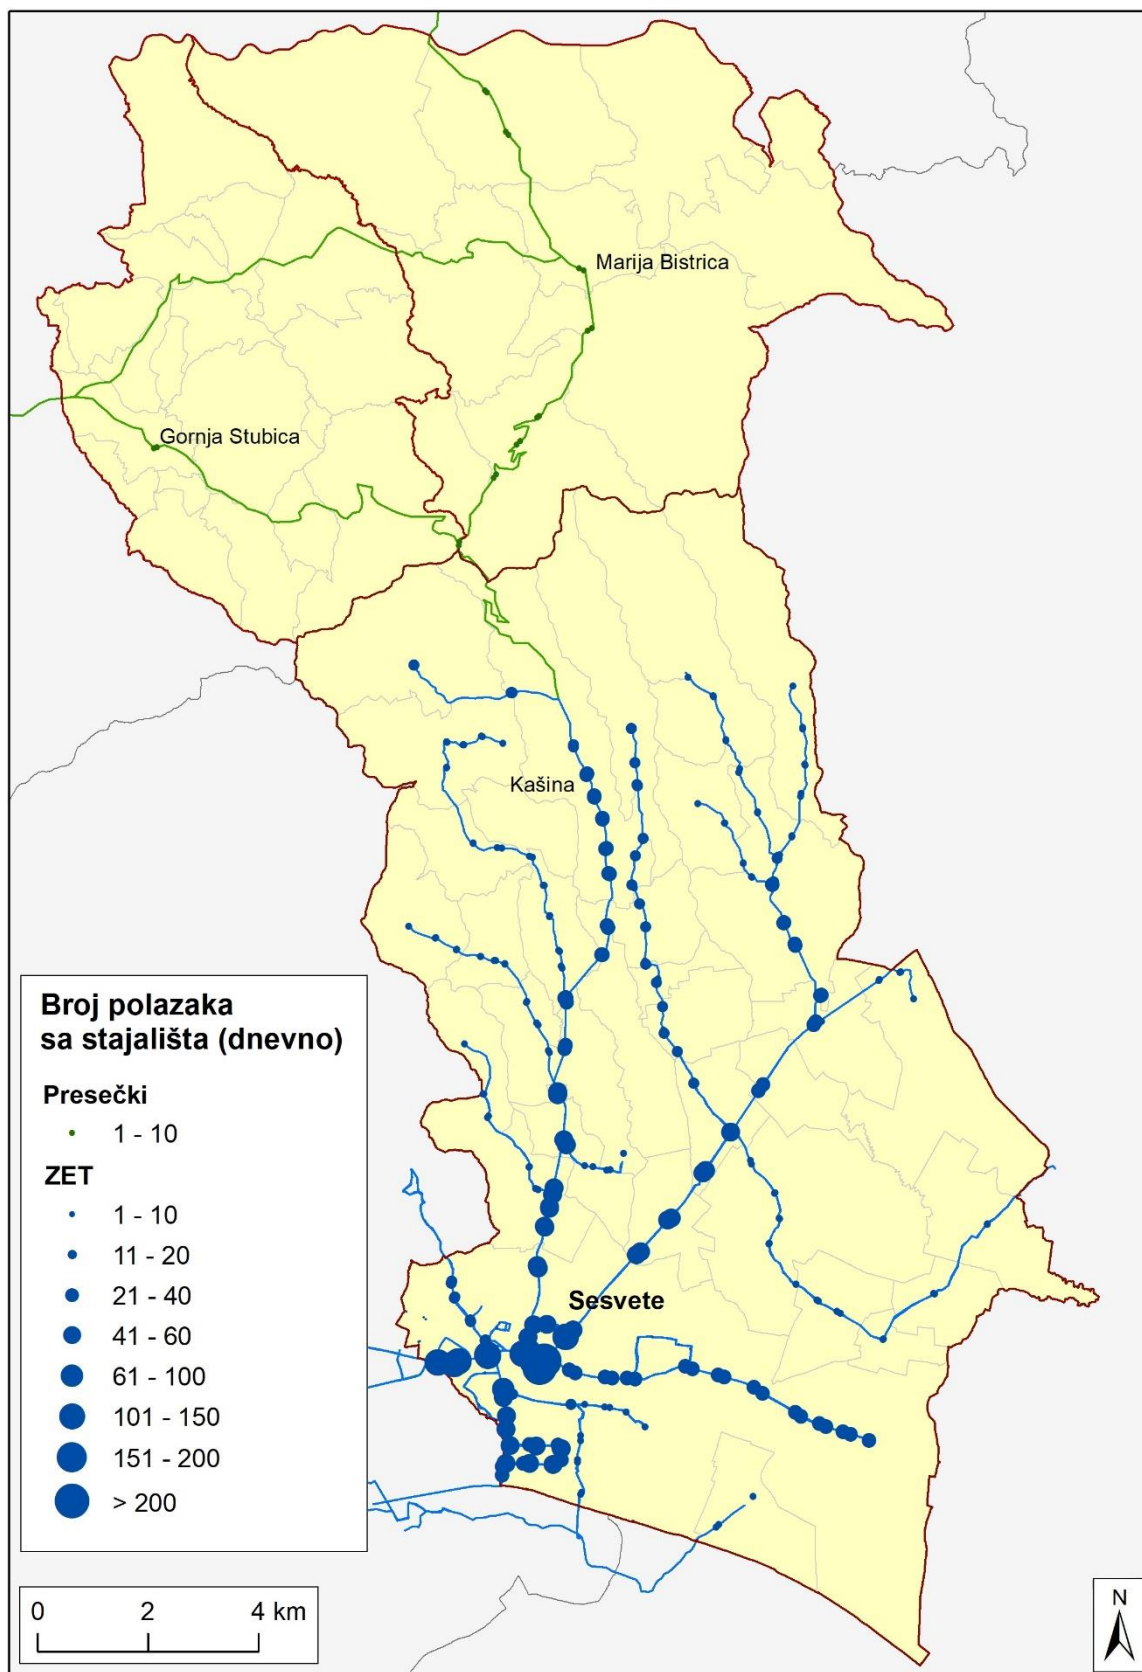 Marija Bistrica
Gornja Stubica
Kašina
Sesvete
Broj polazaka
sa stajališta (dnevno)
Presečki
1 - 10
ZET
1 - 10
11 - 20
21 - 40
41 - 60
61 - 100
101 - 150
151 - 200
> 200
0 2 4 km
N